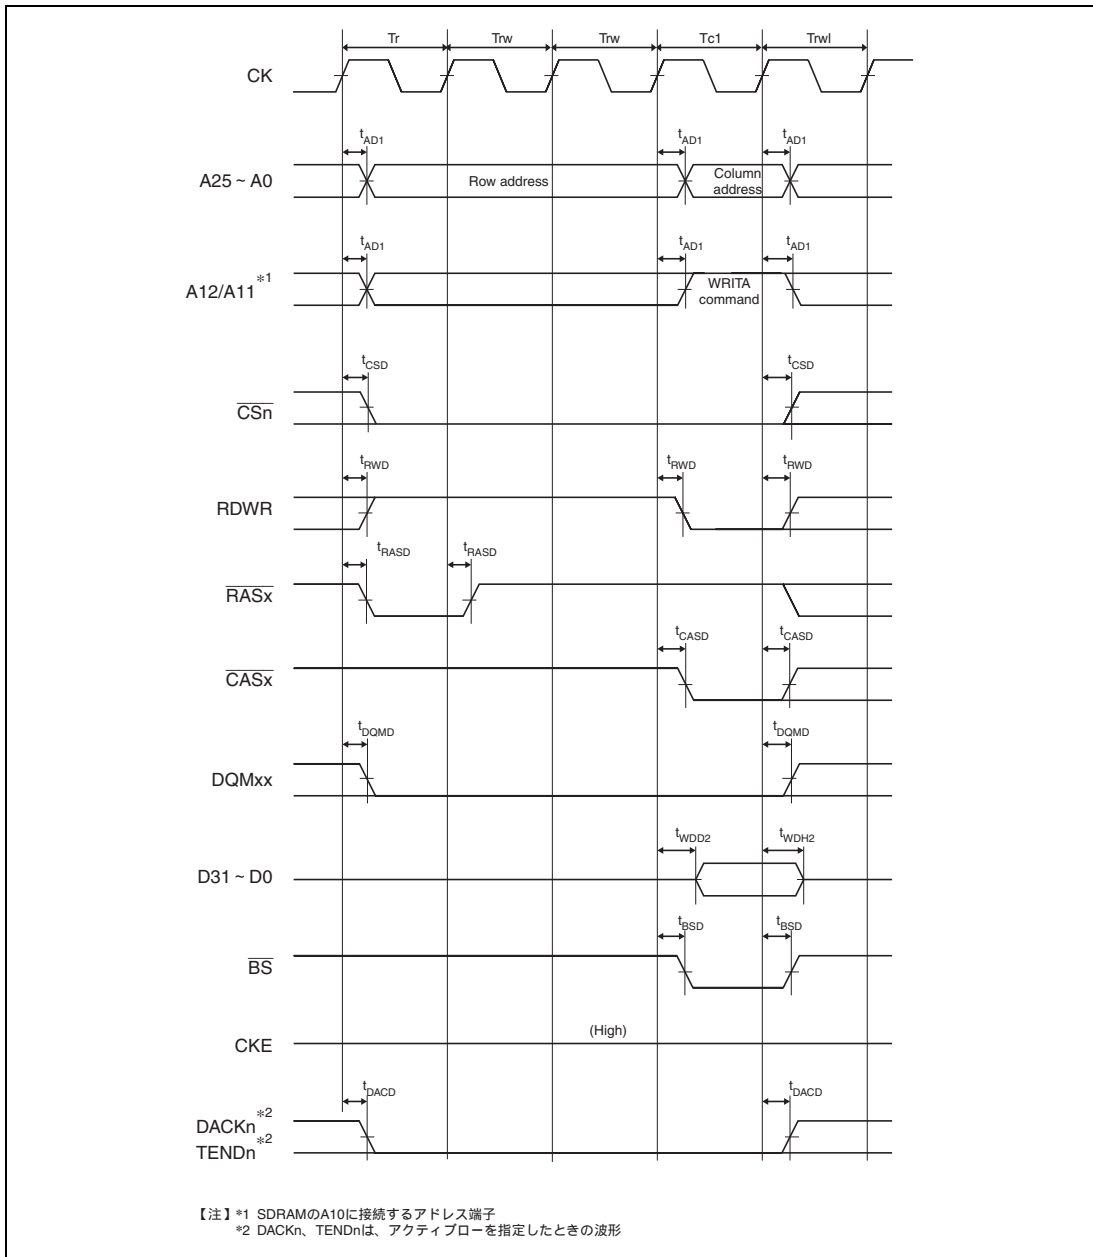 Tr Trw Trw Tc1 Trwl
CK
tAD1 tAD1 tAD1
A25 ~ A0 Row address Column address
tAD1 tAD1 tAD1
A12/A11 *1 WRITA command
tCSD tCSD
CSn
tRWD tRWD tRWD
RDWR
tRASD tRASD
RASx
tCASD tCASD
CASx
tDQMD tDQMD
DQMxx
tWDD2 tWDH2
D31 ~ D0
tBSD tBSD
BS
(High)
CKE
tDACD tDACD
DACKn *2
TENDn *2
【注】*1 SDRAMのA10に接続するアドレス端子
*2 DACKn、TENDnは、アクティブローを指定したときの波形